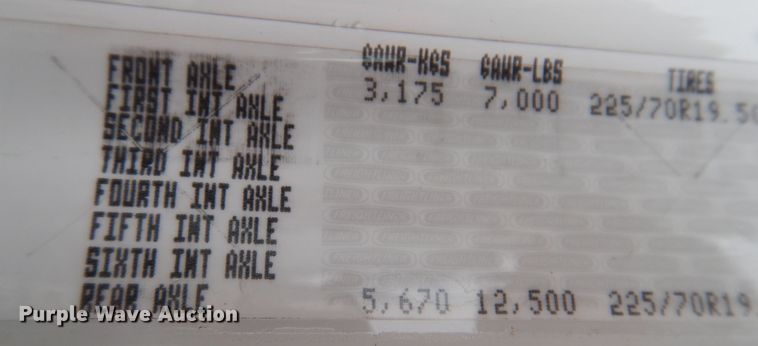 GAWR-KGS GAWR-LBS TIRES
FRONT AXLE 3,175 7,000 225/70R19.5
FIRST INT AXLE
SECOND INT AXLE
THIRD INT AXLE
FOURTH INT AXLE
FIFTH INT AXLE
SIXTH INT AXLE
REAR AXLE 5,670 12,500 225/70R19
Purple Wave Auction